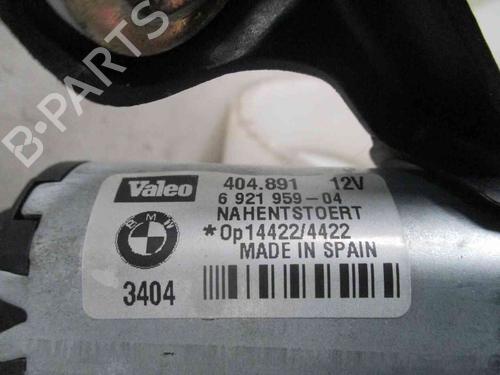 B-PARTS
Valeo 404.891 12V
6 921 959-04
NAHENTSTOERT
*Op14422/4422
BMW
MADE IN SPAIN
3404